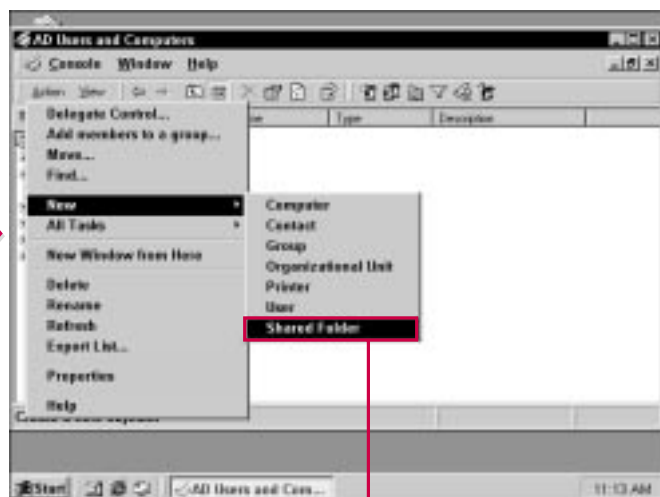 AD Users and Computers
Console Window Help
Action View
Type Description
Delegate Control...
Add members to a group...
Move...
Find...
New
All Tasks
New Window from Here
Delete
Rename
Refresh
Export List...
Properties
Help
Computer
Contact
Group
Organizational Unit
Printer
User
Shared Folder
Start AD Users and Com... 11:13 AM